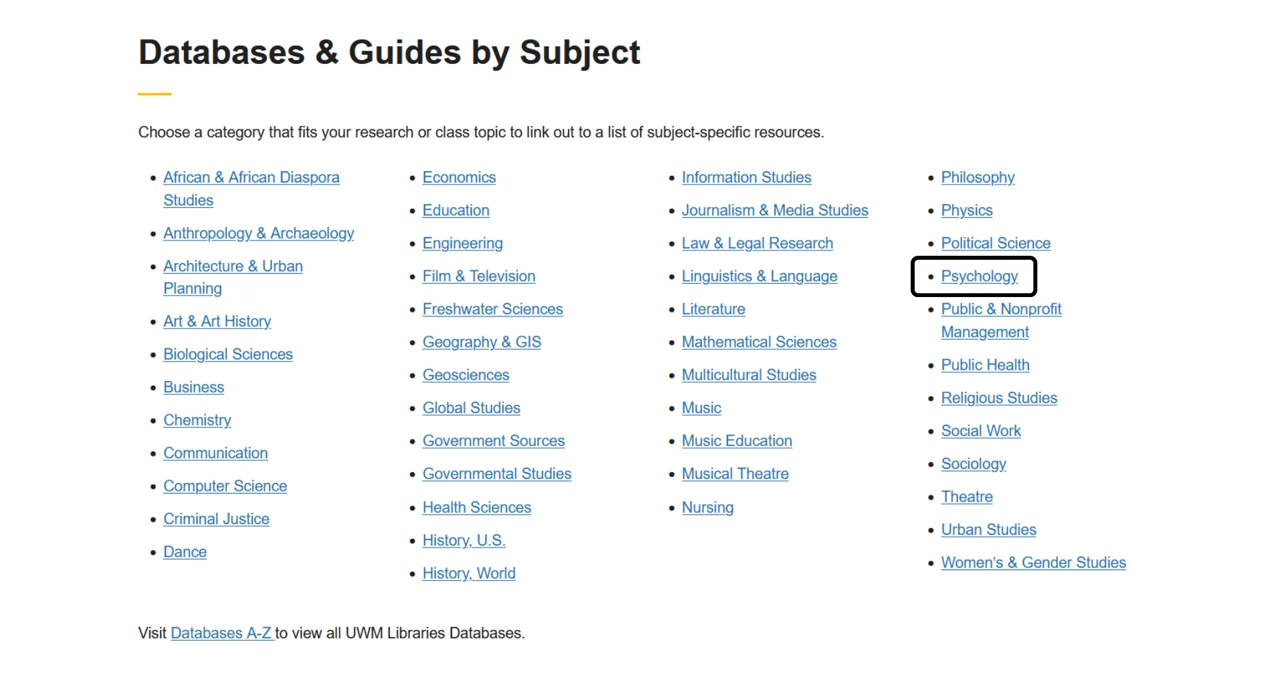 Databases & Guides by Subject
Choose a category that fits your research or class topic to link out to a list of subject-specific resources.
African & African Diaspora
Studies
Anthropology & Archaeology
Architecture & Urban
Planning
Art & Art History
Biological Sciences
Business
Chemistry
Communication
Computer Science
Criminal Justice
Dance
Economics
Education
Engineering
Film & Television
Freshwater Sciences
Geography & GIS
Geosciences
Global Studies
Government Sources
Governmental Studies
Health Sciences
History, U.S.
History, World
Information Studies
Journalism & Media Studies
Law & Legal Research
Linguistics & Language
Literature
Mathematical Sciences
Multicultural Studies
Music
Music Education
Musical Theatre
Nursing
Philosophy
Physics
Political Science
Psychology
Public & Nonprofit
Management
Public Health
Religious Studies
Social Work
Sociology
Theatre
Urban Studies
Women's & Gender Studies
Visit Databases A-Z to view all UWM Libraries Databases.